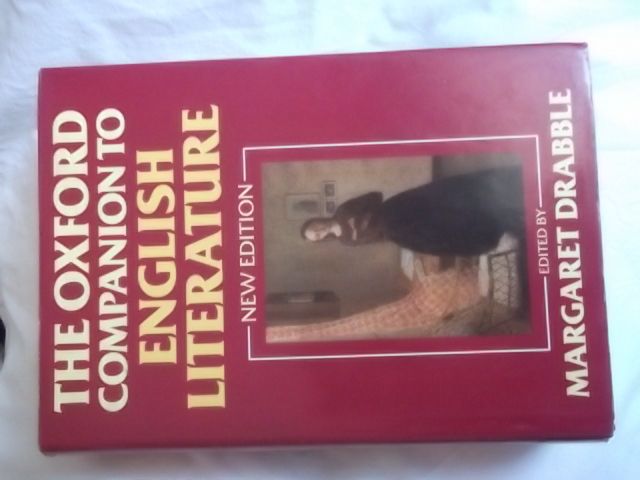 THE OXFORD
COMPANION TO
ENGLISH
LITERATURE
NEW EDITION
EDITED BY
MARGARET DRABBLE